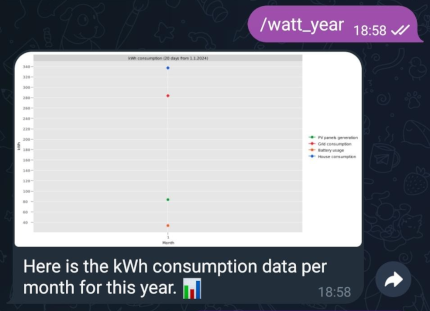 /watt_year 18:58
kWh consumption (20 days from 1.1.2024)
PV panels generation
Grid consumption
Battery usage
House consumption
kWh
1
Month
Here is the kWh consumption data per
month for this year. 📊
18:58